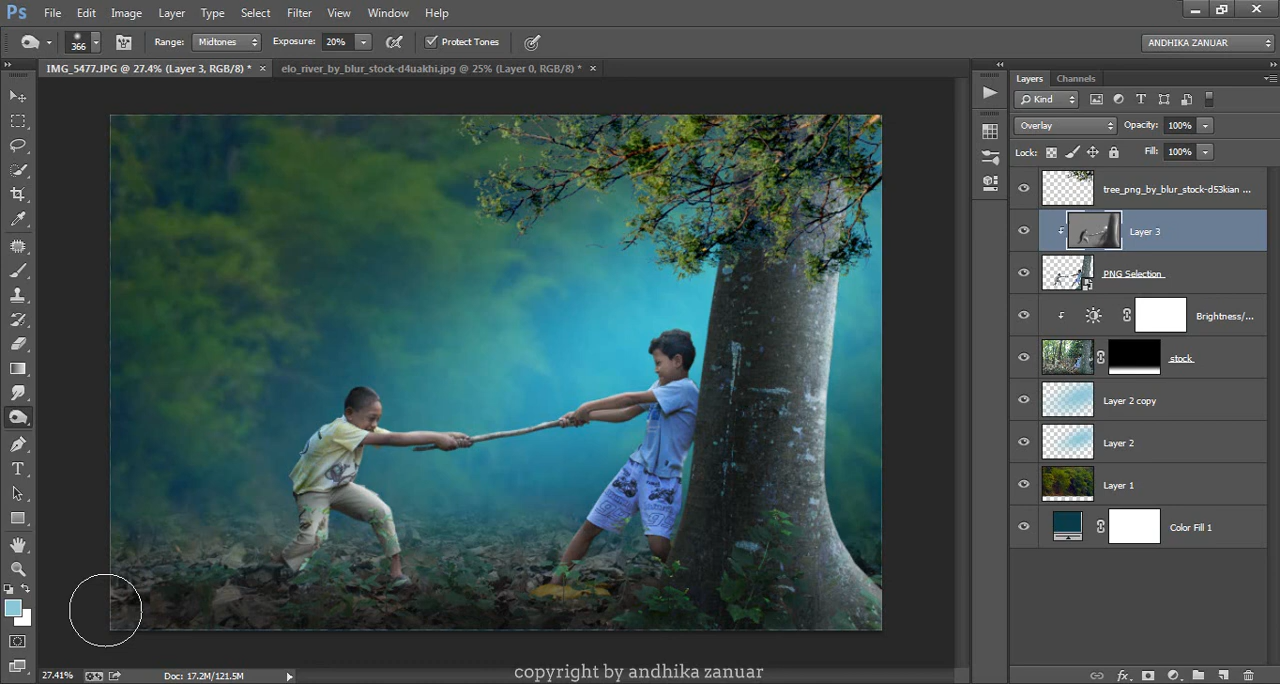 Ps File Edit Image Layer Type Select Filter View Window Help
366 Range: Midtones Exposure: 20% Protect Tones ANDHIKA ZANUAR
IMG_5477.JPG @ 27.4% (Layer 3, RGB/8) * × elo_river_by_blur_stock-d4uakhi.jpg @ 25% (Layer 0, RGB/8) * ×
Layers Channels
Kind
Overlay Opacity: 100%
Lock: Fill: 100%
tree_png_by_blur_stock-d53kian ...
Layer 3
PNG Selection
Brightness/...
stock
Layer 2 copy
Layer 2
Layer 1
Color Fill 1
27.41% Doc: 17.2M/121.5M
copyright by andhika zanuar